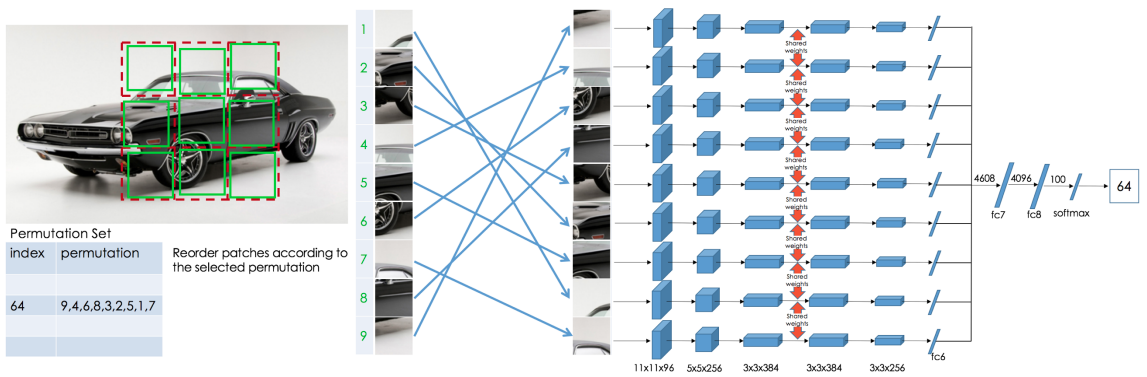 1
2
3
4
5
6
7
8
9
Permutation Set
index permutation
64 9,4,6,8,3,2,5,1,7
Reorder patches according to
the selected permutation
Shared
weights
Shared
weights
Shared
weights
Shared
weights
Shared
weights
Shared
weights
Shared
weights
Shared
weights
11x11x96 5x5x256 3x3x384 3x3x384 3x3x256
fc6
4608 4096 100
fc7 fc8 softmax
64